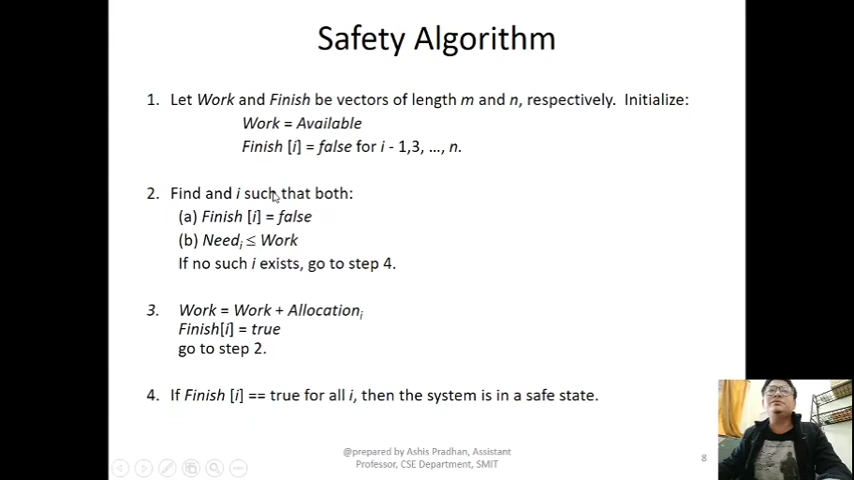 Safety Algorithm
1. Let Work and Finish be vectors of length m and n, respectively. Initialize:
Work = Available
Finish [i] = false for i - 1,3, …, n.
2. Find and i such that both:
(a) Finish [i] = false
(b) Needi ≤ Work
If no such i exists, go to step 4.
3. Work = Work + Allocationi
Finish[i] = true
go to step 2.
4. If Finish [i] == true for all i, then the system is in a safe state.
@prepared by Ashis Pradhan, Assistant
Professor, CSE Department, SMIT
8